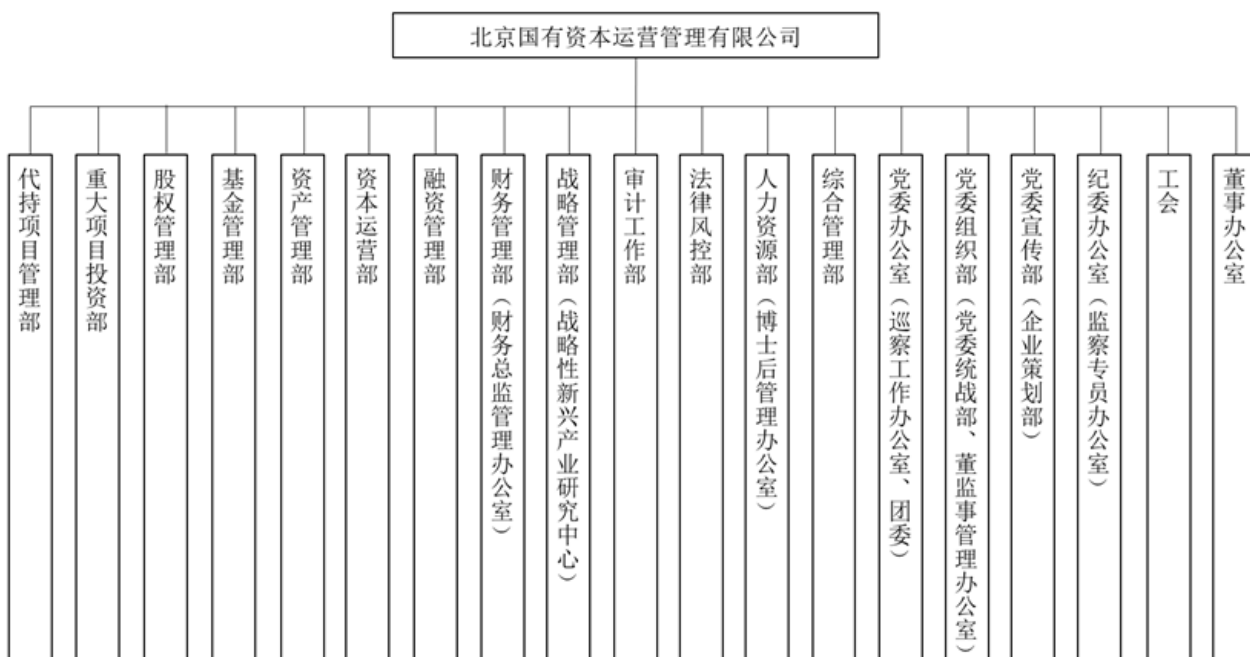 北京国有资本运营管理有限公司
代持项目管理部
重大项目投资部
股权管理部
基金管理部
资产管理部
资本运营部
融资管理部
财务管理部（财务总监管理办公室）
战略管理部（战略性新兴产业研究中心）
审计工作部
法律风控部
人力资源部（博士后管理办公室）
综合管理部
党委办公室（巡察工作办公室、团委）
党委组织部（党委统战部、董监事管理办公室）
党委宣传部（企业策划部）
纪委办公室（监察专员办公室）
工会
董事办公室